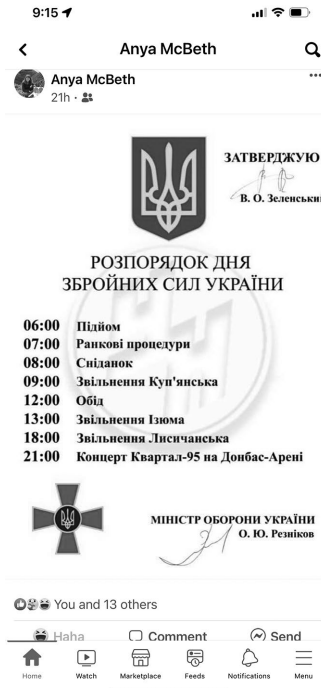 9:15
Anya McBeth
Anya McBeth
21h ·
ЗАТВЕРДЖУЮ
В. О. Зеленськи
РОЗПОРЯДОК ДНЯ
ЗБРОЙНИХ СИЛ УКРАЇНИ
06:00 Підйом
07:00 Ранкові процедури
08:00 Сніданок
09:00 Звільнення Куп'янська
12:00 Обід
13:00 Звільнення Ізюма
18:00 Звільнення Лисичанська
21:00 Концерт Квартал-95 на Донбас-Арені
МІНІСТР ОБОРОНИ УКРАЇНИ
О. Ю. Резніков
You and 13 others
Haha Comment Send
Home Watch Marketplace Feeds Notifications Menu